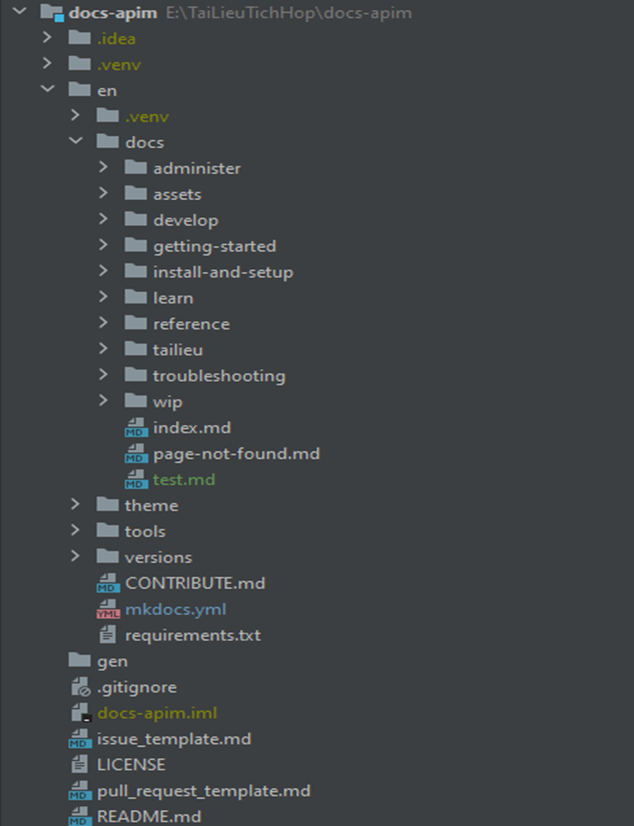 docs-apim E:\TaiLieuTichHop\docs-apim
.idea
.venv
en
.venv
docs
administer
assets
develop
getting-started
install-and-setup
learn
reference
tailieu
troubleshooting
wip
MD index.md
MD page-not-found.md
MD test.md
theme
tools
versions
MD CONTRIBUTE.md
YML mkdocs.yml
requirements.txt
gen
.gitignore
docs-apim.iml
MD issue_template.md
LICENSE
MD pull_request_template.md
MD README.md